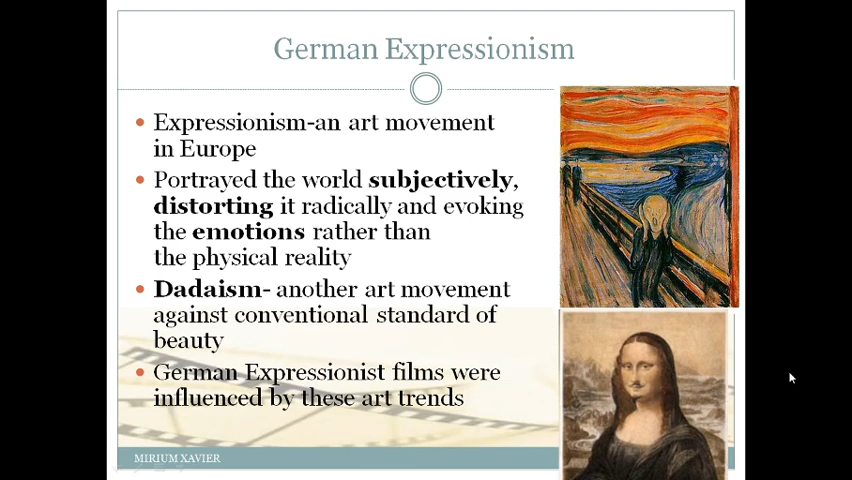 German Expressionism
Expressionism-an art movement
in Europe
Portrayed the world subjectively,
distorting it radically and evoking
the emotions rather than
the physical reality
Dadaism- another art movement
against conventional standard of
beauty
German Expressionist films were
influenced by these art trends
MIRIUM XAVIER